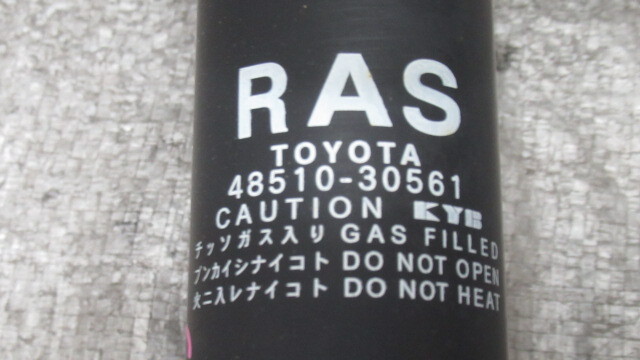 RAS
TOYOTA
48510-30561
CAUTION KYB
チッソガス入り GAS FILLED
ブンカイシナイコト DO NOT OPEN
火ニ入レナイコト DO NOT HEAT